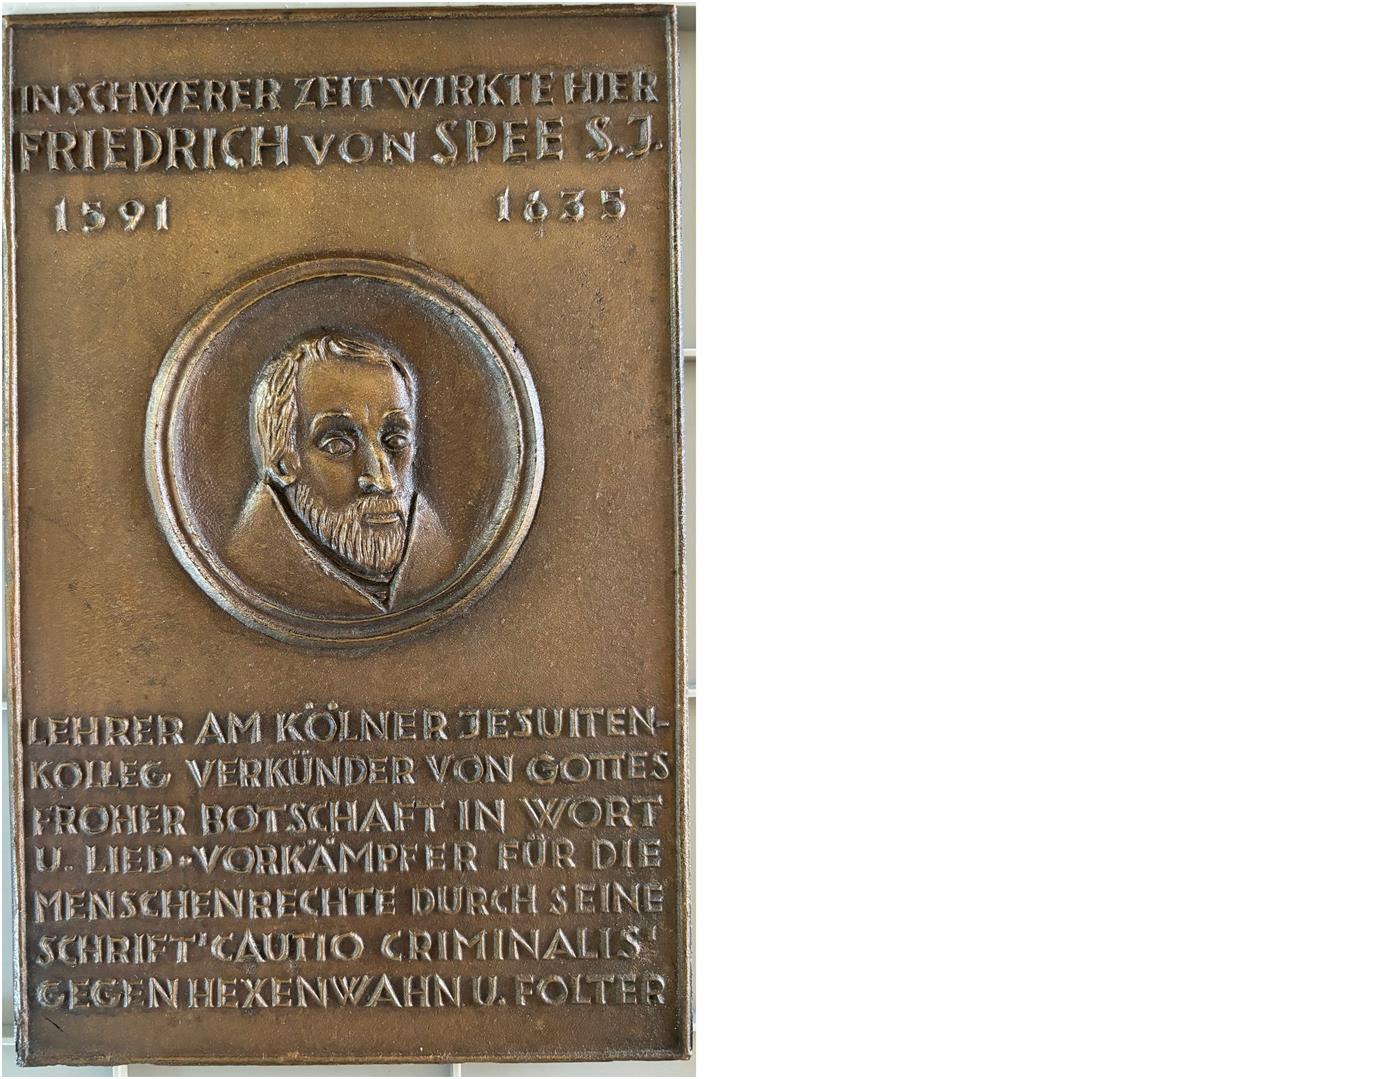 IN SCHWERER ZEIT WIRKTE HIER
FRIEDRICH VON SPEE S.J.
1591 1635
LEHRER AM KÖLNER JESUITEN-
KOLLEG VERKÜNDER VON GOTTES
FROHER BOTSCHAFT IN WORT
U. LIED · VORKÄMPFER FÜR DIE
MENSCHENRECHTE DURCH SEINE
SCHRIFT 'CAUTIO CRIMINALIS'
GEGEN HEXENWAHN U. FOLTER